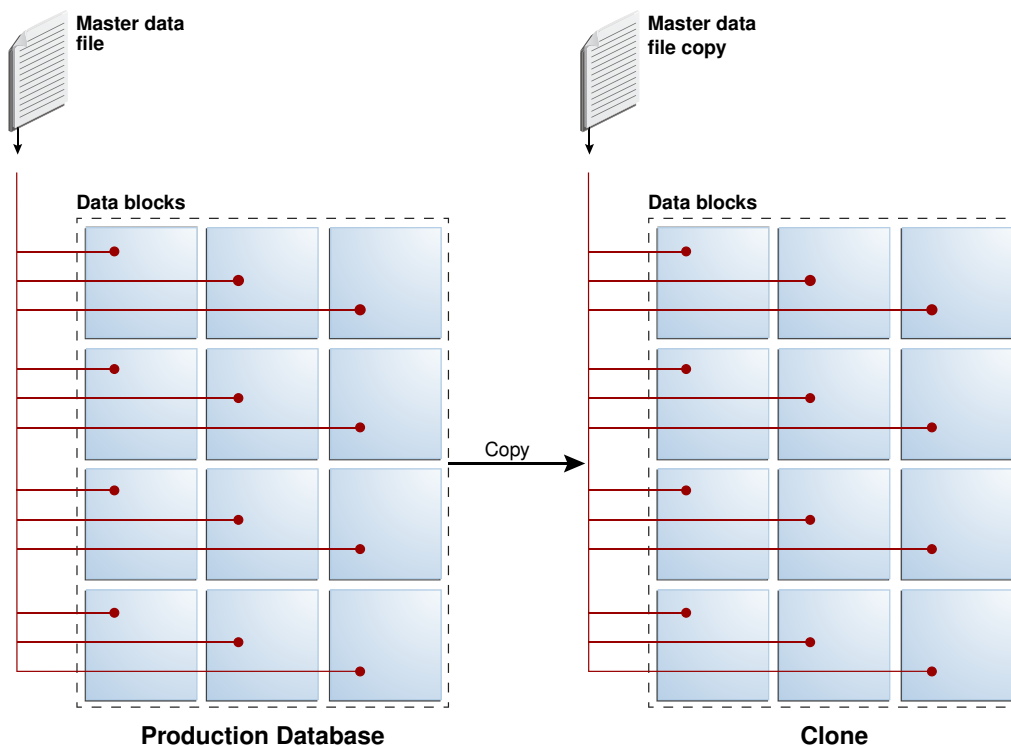 Master data
file
Data blocks
Copy
Production Database
Master data
file copy
Data blocks
Clone